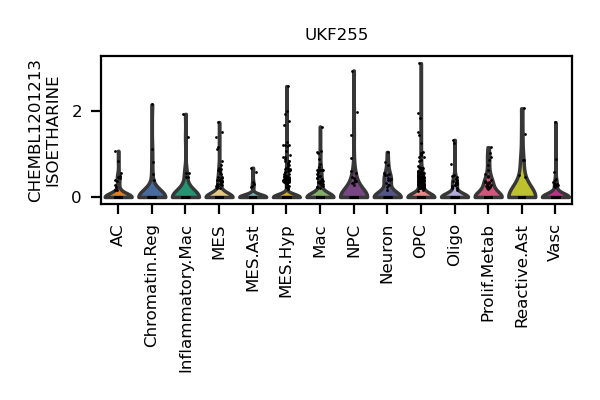 UKF255
CHEMBL1201213
ISOETHARINE
2
0
AC
Chromatin.Reg
Inflammatory.Mac
MES
MES.Ast
MES.Hyp
Mac
NPC
Neuron
OPC
Oligo
Prolif.Metab
Reactive.Ast
Vasc